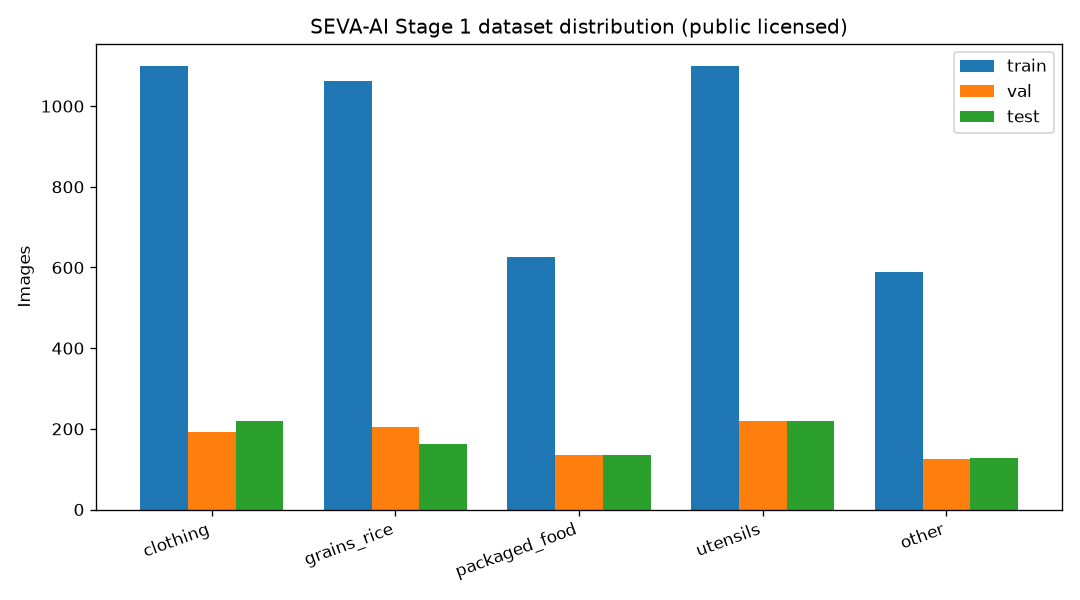 SEVA-AI Stage 1 dataset distribution (public licensed)
train
val
test
Images
1000
800
600
400
200
0
clothing
grains_rice
packaged_food
utensils
other